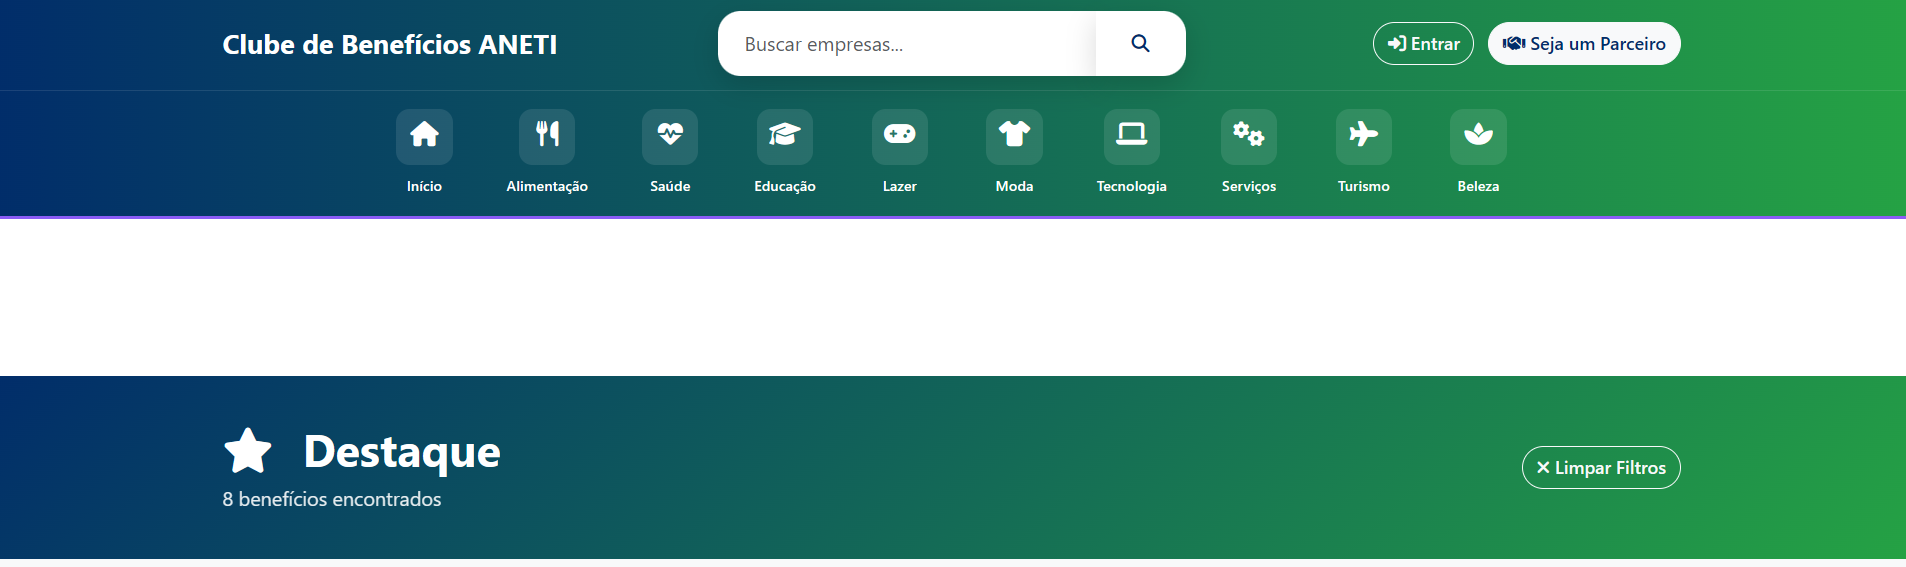 Clube de Benefícios ANETI
Buscar empresas...
Entrar
Seja um Parceiro
Início
Alimentação
Saúde
Educação
Lazer
Moda
Tecnologia
Serviços
Turismo
Beleza
Destaque
8 benefícios encontrados
Limpar Filtros